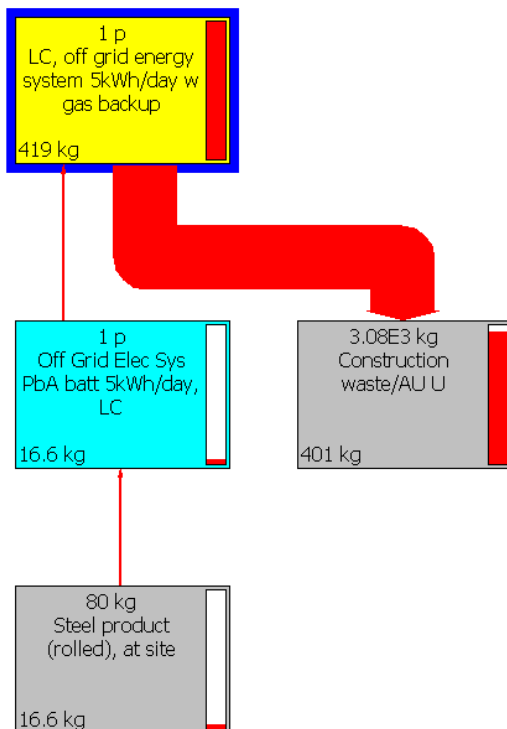 1 p
LC, off grid energy
system 5kWh/day w
gas backup
419 kg
1 p
Off Grid Elec Sys
PbA batt 5kWh/day,
LC
16.6 kg
3.08E3 kg
Construction
waste/AU U
401 kg
80 kg
Steel product
(rolled), at site
16.6 kg